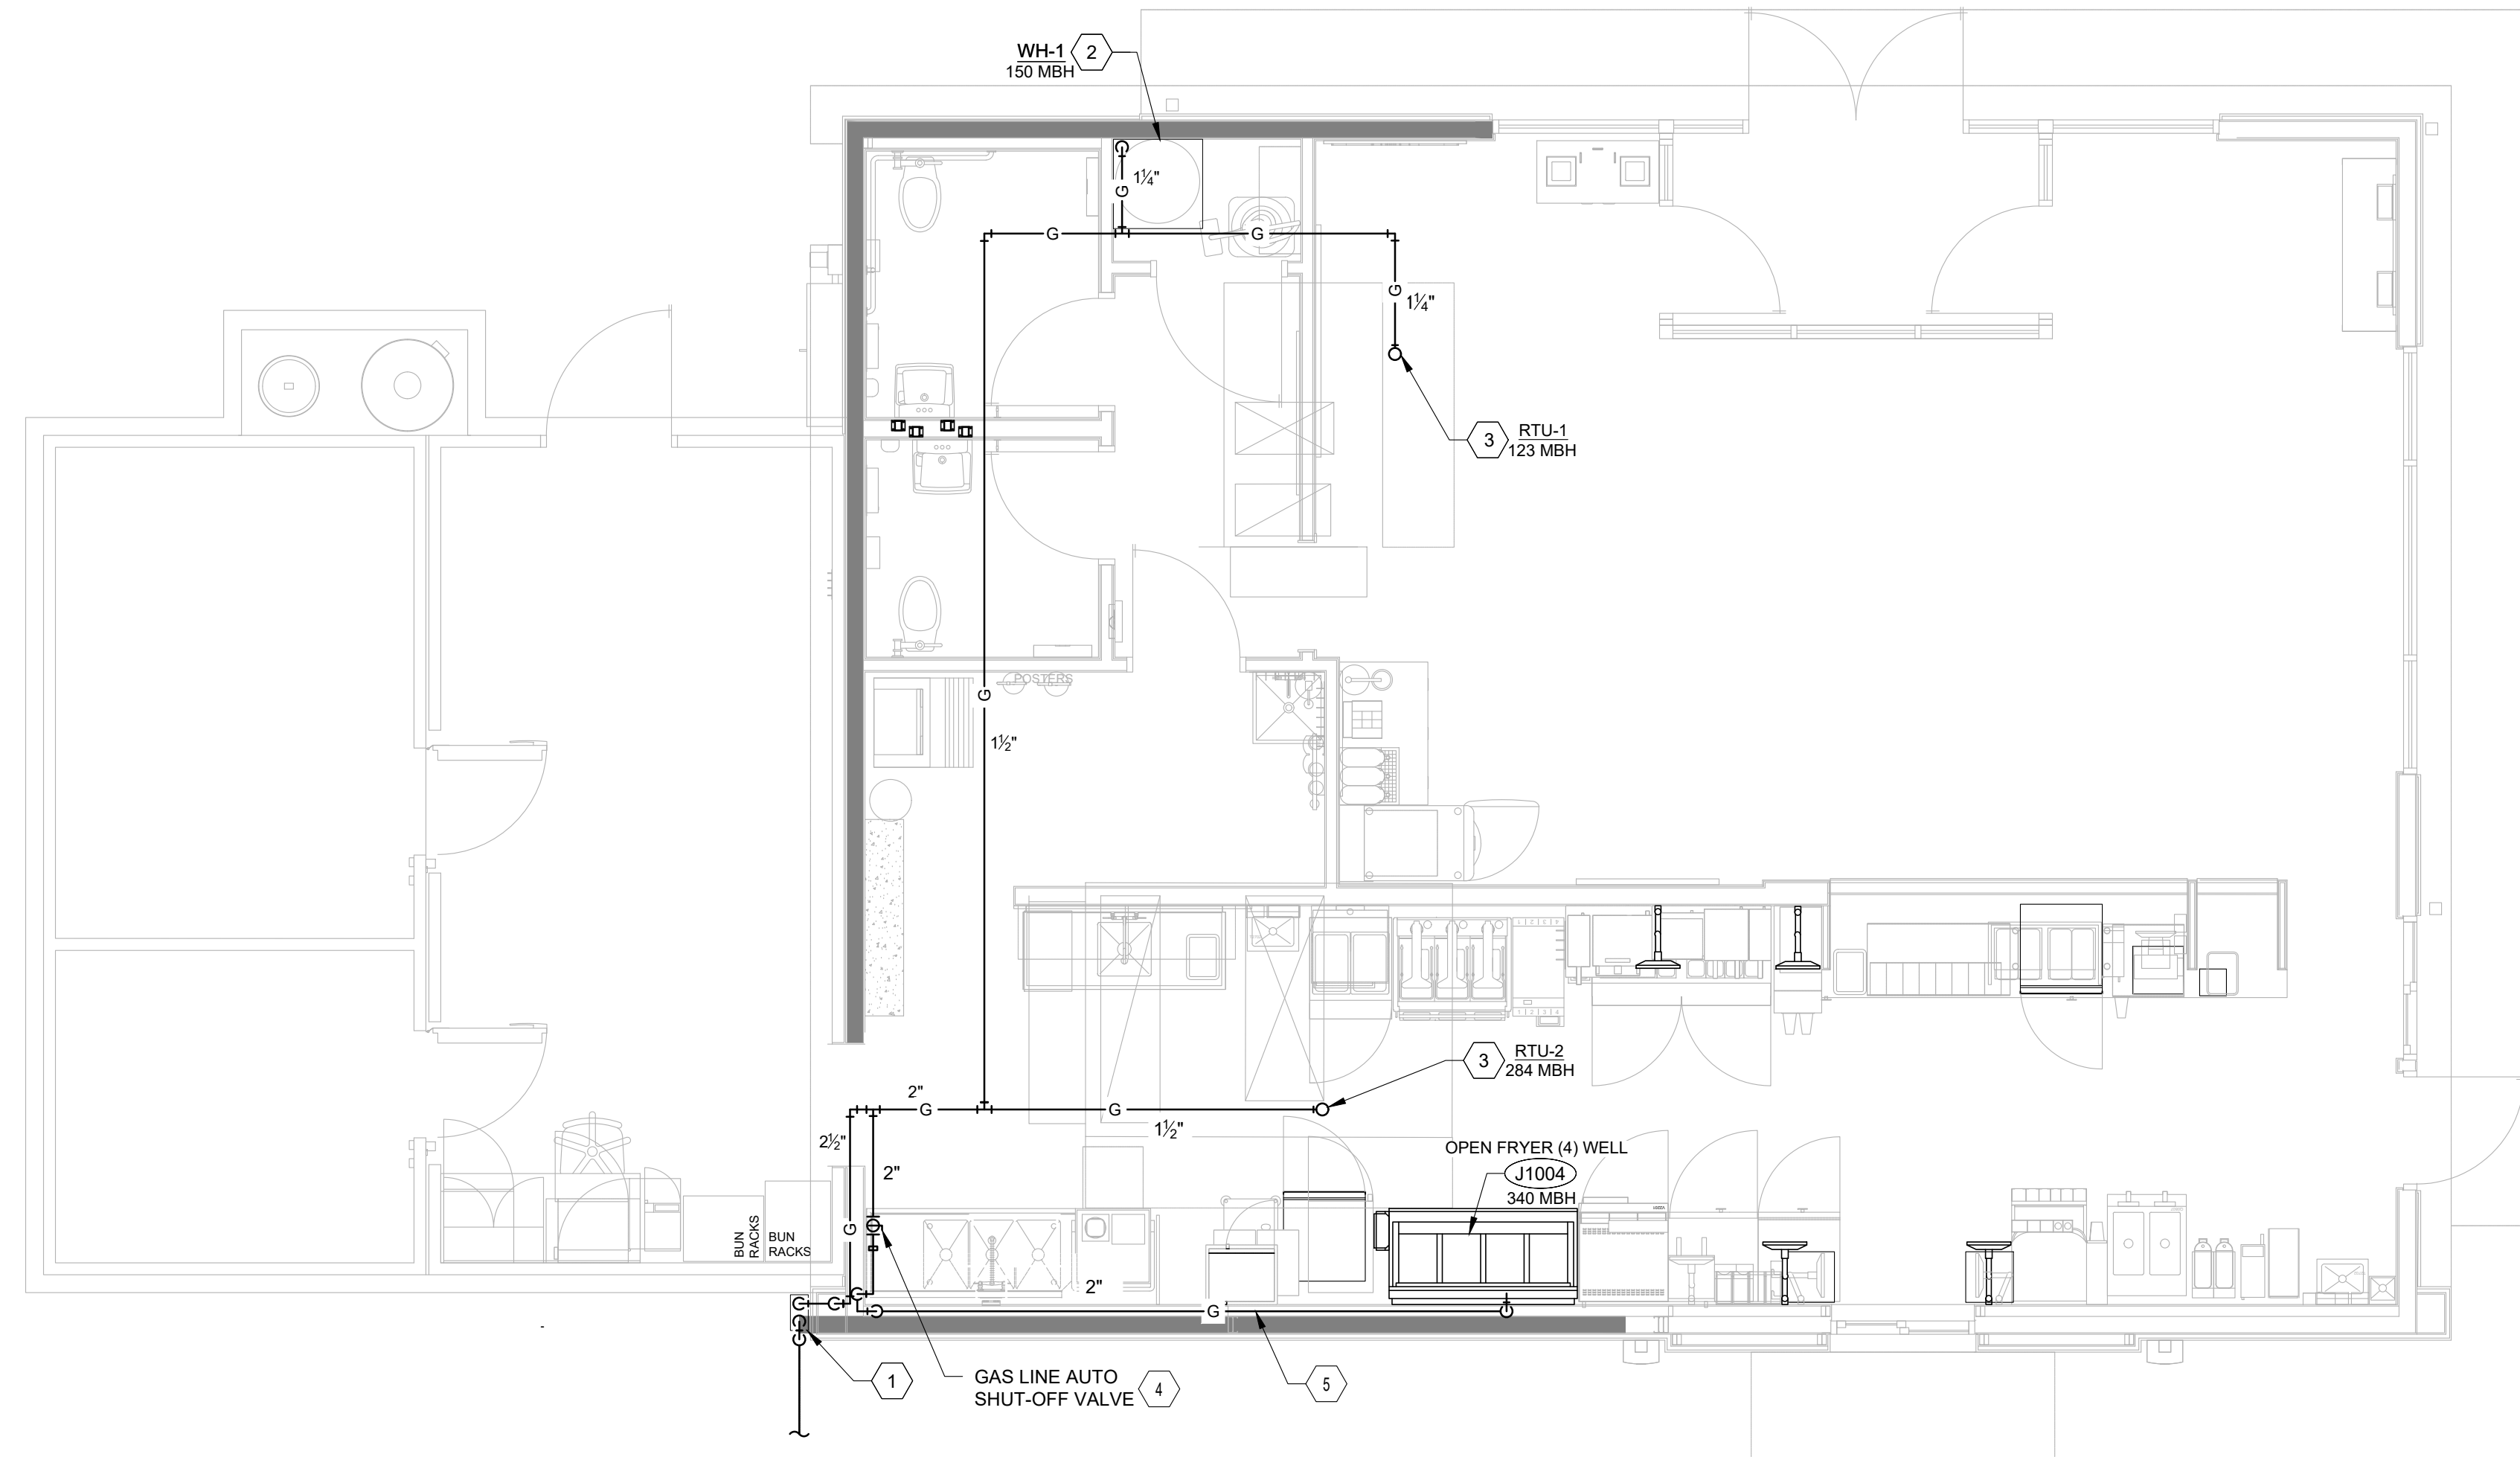 WH-1
2
150 MBH
1¼"
G
G
G
G
1¼"
3
RTU-1
123 MBH
POSTERS
G
1½"
3
RTU-2
284 MBH
2"
G
G
1½"
2½"
2"
OPEN FRYER (4) WELL
J1004
340 MBH
G
BUN
RACKS
BUN
RACKS
2"
G
1
GAS LINE AUTO
SHUT-OFF VALVE
4
5